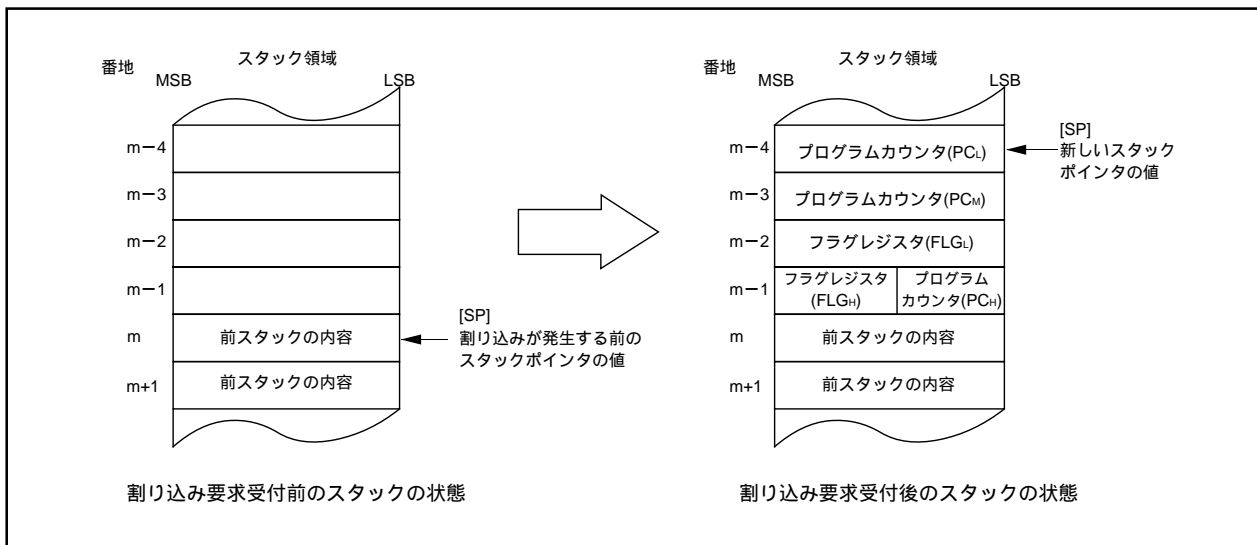 スタック領域
番地
MSB
LSB
m－4
m－3
m－2
m－1
m
前スタックの内容
m+1
前スタックの内容
[SP]
割り込みが発生する前の
スタックポインタの値
割り込み要求受付前のスタックの状態
スタック領域
番地
MSB
LSB
m－4
プログラムカウンタ(PCL)
[SP]
新しいスタック
ポインタの値
m－3
プログラムカウンタ(PCM)
m－2
フラグレジスタ(FLGL)
m－1
フラグレジスタ
(FLGH)
プログラム
カウンタ(PCH)
m
前スタックの内容
m+1
前スタックの内容
割り込み要求受付後のスタックの状態